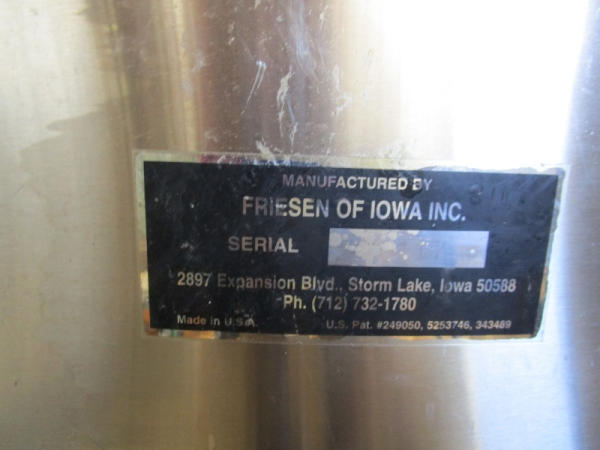 MANUFACTURED BY
FRIESEN OF IOWA INC.
SERIAL
2897 Expansion Blvd., Storm Lake, Iowa 50588
Ph. (712) 732-1780
Made in U.S.A. U.S. Pat. #249050, 5253746, 343469